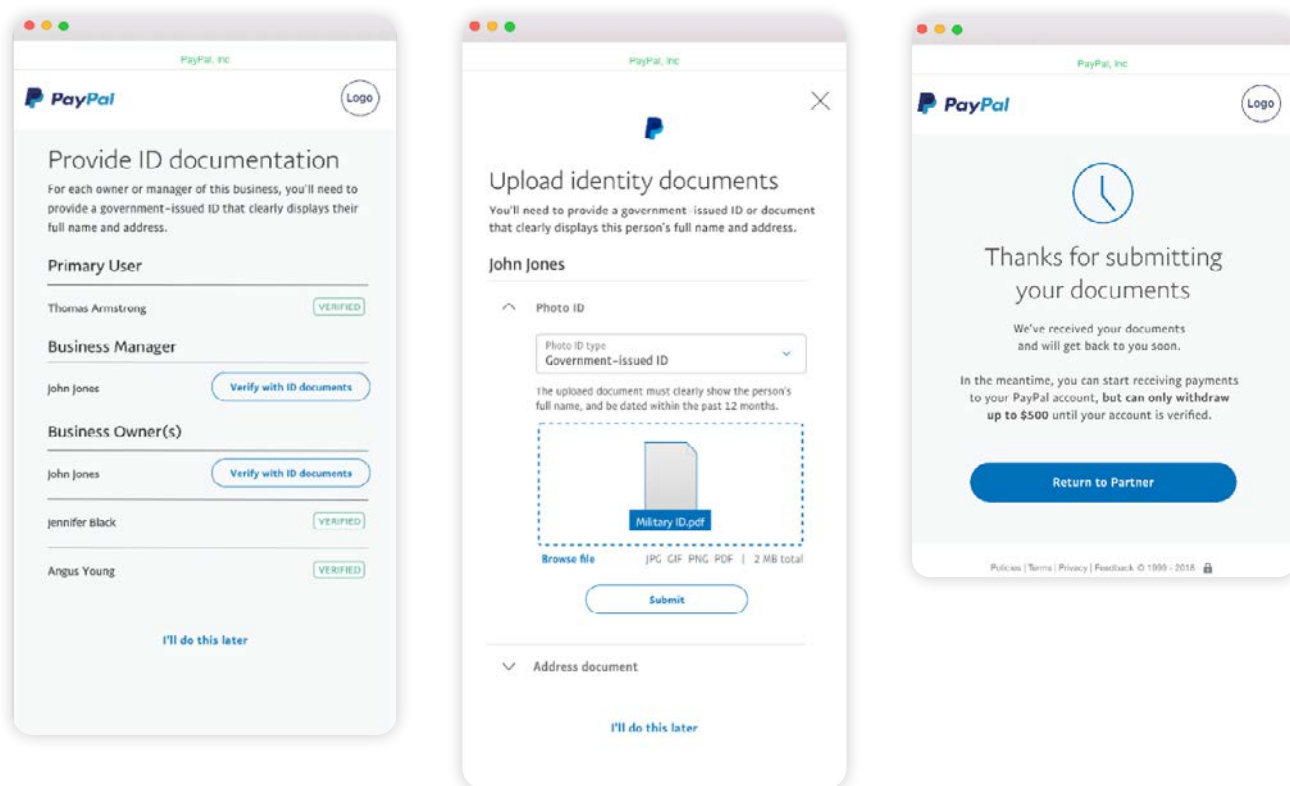 PayPal, Inc
PayPal
Logo
Provide ID documentation
For each owner or manager of this business, you'll need to
provide a government-issued ID that clearly displays their
full name and address.
Primary User
Thomas Armstrong
VERIFIED
Business Manager
John Jones
Verify with ID documents
Business Owner(s)
John Jones
Verify with ID documents
Jennifer Black
VERIFIED
Angus Young
VERIFIED
I'll do this later
PayPal, Inc
Upload identity documents
You'll need to provide a government-issued ID or document
that clearly displays this person's full name and address.
John Jones
Photo ID
Photo ID type
Government-issued ID
The uploaed document must clearly show the person's
full name, and be dated within the past 12 months.
Military ID.pdf
Browse file
JPG GIF PNG PDF | 2 MB total
Submit
Address document
I'll do this later
PayPal, Inc
PayPal
Logo
Thanks for submitting
your documents
We've received your documents
and will get back to you soon.
In the meantime, you can start receiving payments
to your PayPal account, but can only withdraw
up to $500 until your account is verified.
Return to Partner
Policies | Terms | Privacy | Feedback © 1999 - 2018